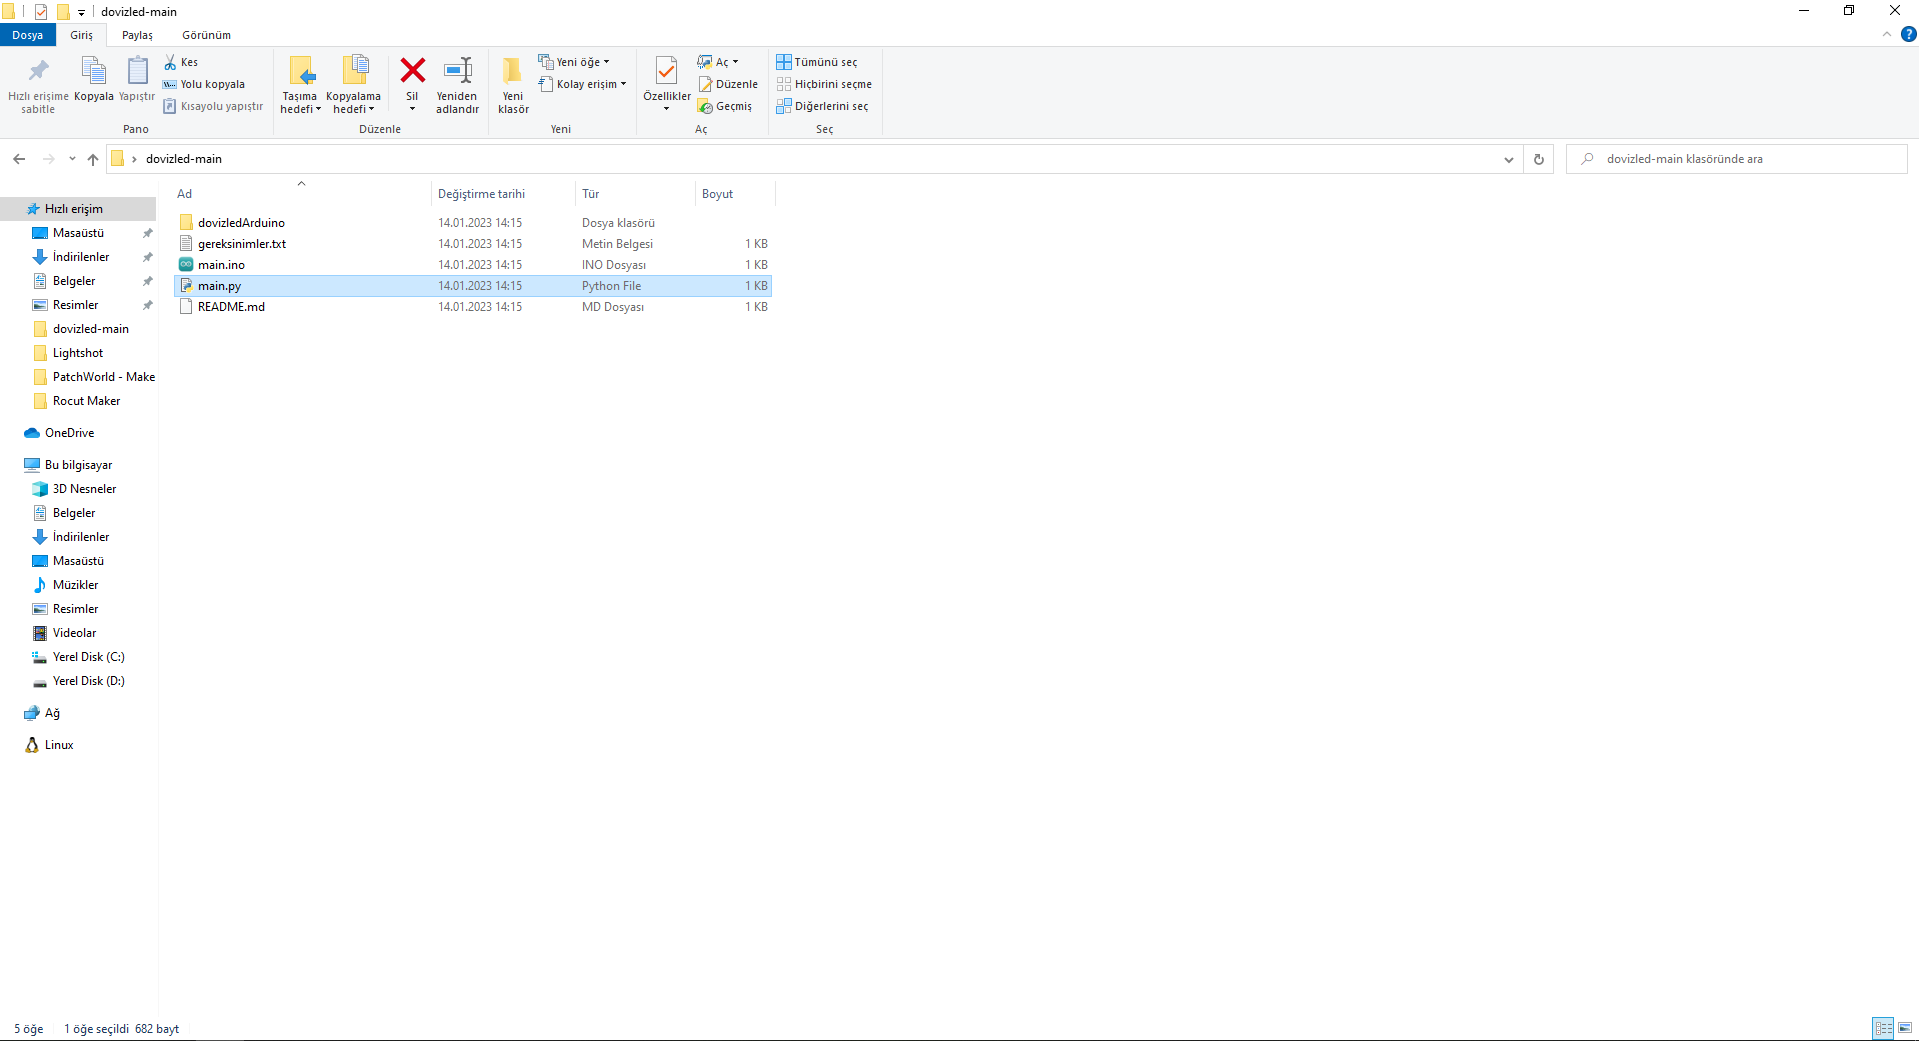 dovizled-main
Dosya Giriş Paylaş Görünüm
Hızlı erişime sabitle
Kopyala
Yapıştır
Kes
Yolu kopyala
Kısayolu yapıştır
Pano
Taşıma hedefi
Kopyalama hedefi
Sil
Yeniden adlandır
Düzenle
Yeni klasör
Yeni öğe
Kolay erişim
Yeni
Özellikler
Aç
Düzenle
Geçmiş
Aç
Tümünü seç
Hiçbirini seçme
Diğerlerini seç
Seç
dovizled-main
dovizled-main klasöründe ara
Ad Değiştirme tarihi Tür Boyut
dovizledArduino 14.01.2023 14:15 Dosya klasörü
gereksinimler.txt 14.01.2023 14:15 Metin Belgesi 1 KB
main.ino 14.01.2023 14:15 INO Dosyası 1 KB
main.py 14.01.2023 14:15 Python File 1 KB
README.md 14.01.2023 14:15 MD Dosyası 1 KB
Hızlı erişim
Masaüstü
İndirilenler
Belgeler
Resimler
dovizled-main
Lightshot
PatchWorld - Make
Rocut Maker
OneDrive
Bu bilgisayar
3D Nesneler
Belgeler
İndirilenler
Masaüstü
Müzikler
Resimler
Videolar
Yerel Disk (C:)
Yerel Disk (D:)
Ağ
Linux
5 öğe 1 öğe seçildi 682 bayt